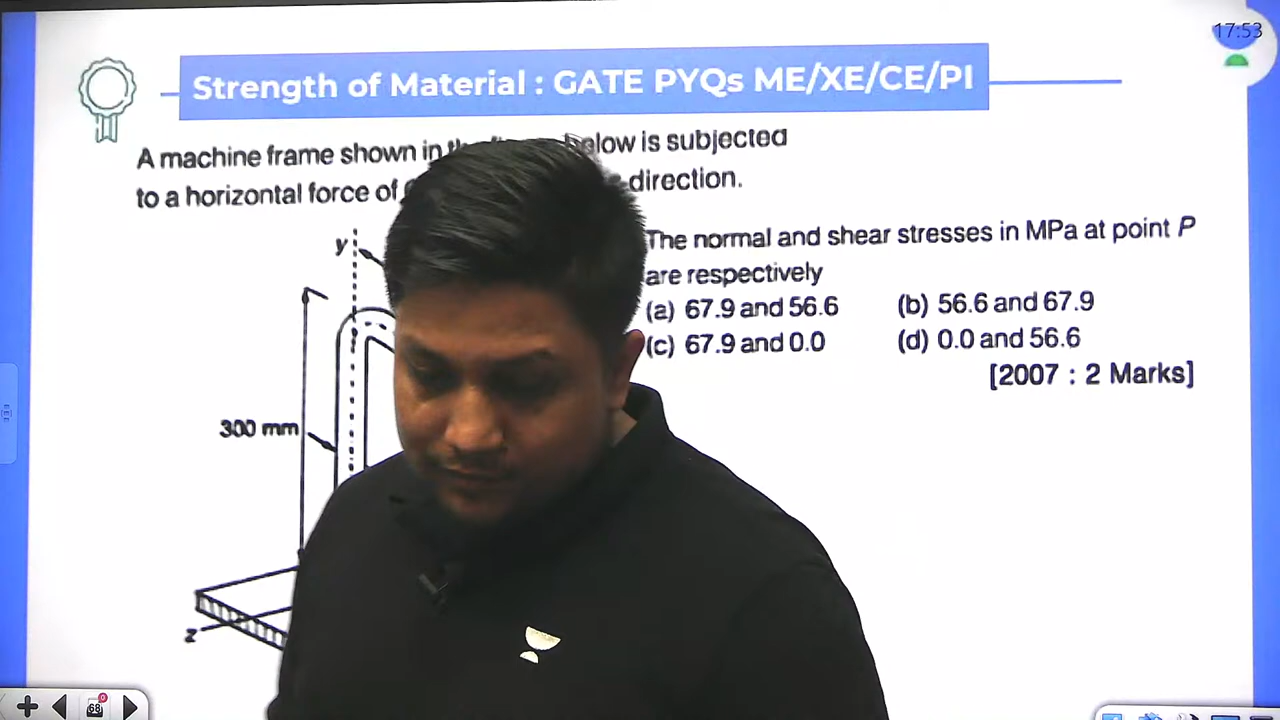 17:53
Strength of Material : GATE PYQs ME/XE/CE/PI
A machine frame shown in below is subjected
to a horizontal force of direction.
y
The normal and shear stresses in MPa at point P
are respectively
(a) 67.9 and 56.6 (b) 56.6 and 67.9
(c) 67.9 and 0.0 (d) 0.0 and 56.6
[2007 : 2 Marks]
300 mm
z
68